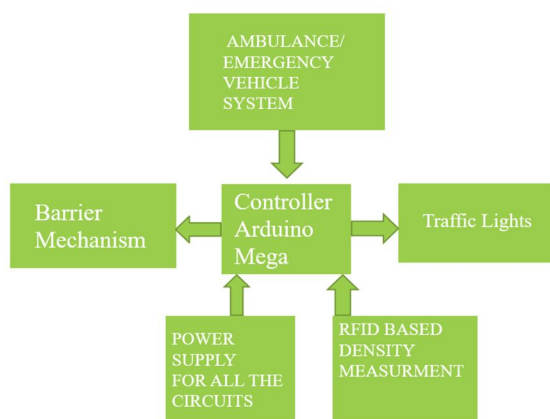 AMBULANCE/
EMERGENCY
VEHICLE
SYSTEM
Barrier
Mechanism
Controller
Arduino
Mega
Traffic Lights
POWER
SUPPLY
FOR ALL THE
CIRCUITS
RFID BASED
DENSITY
MEASURMENT